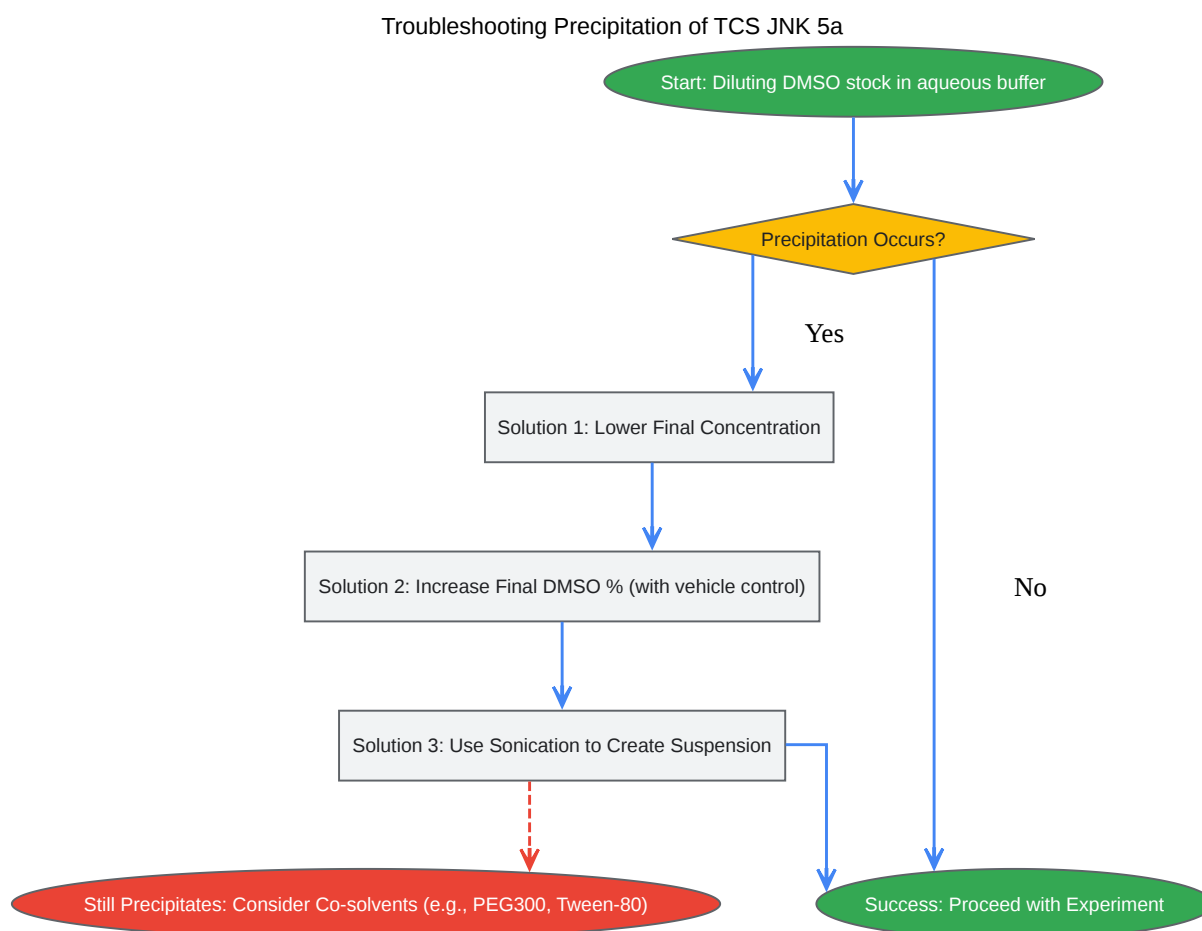 Troubleshooting Precipitation of TCS JNK 5a
Start: Diluting DMSO stock in aqueous buffer
Precipitation Occurs?
Yes
Solution 1: Lower Final Concentration
Solution 2: Increase Final DMSO % (with vehicle control)
No
Solution 3: Use Sonication to Create Suspension
Still Precipitates: Consider Co-solvents (e.g., PEG300, Tween-80)
Success: Proceed with Experiment